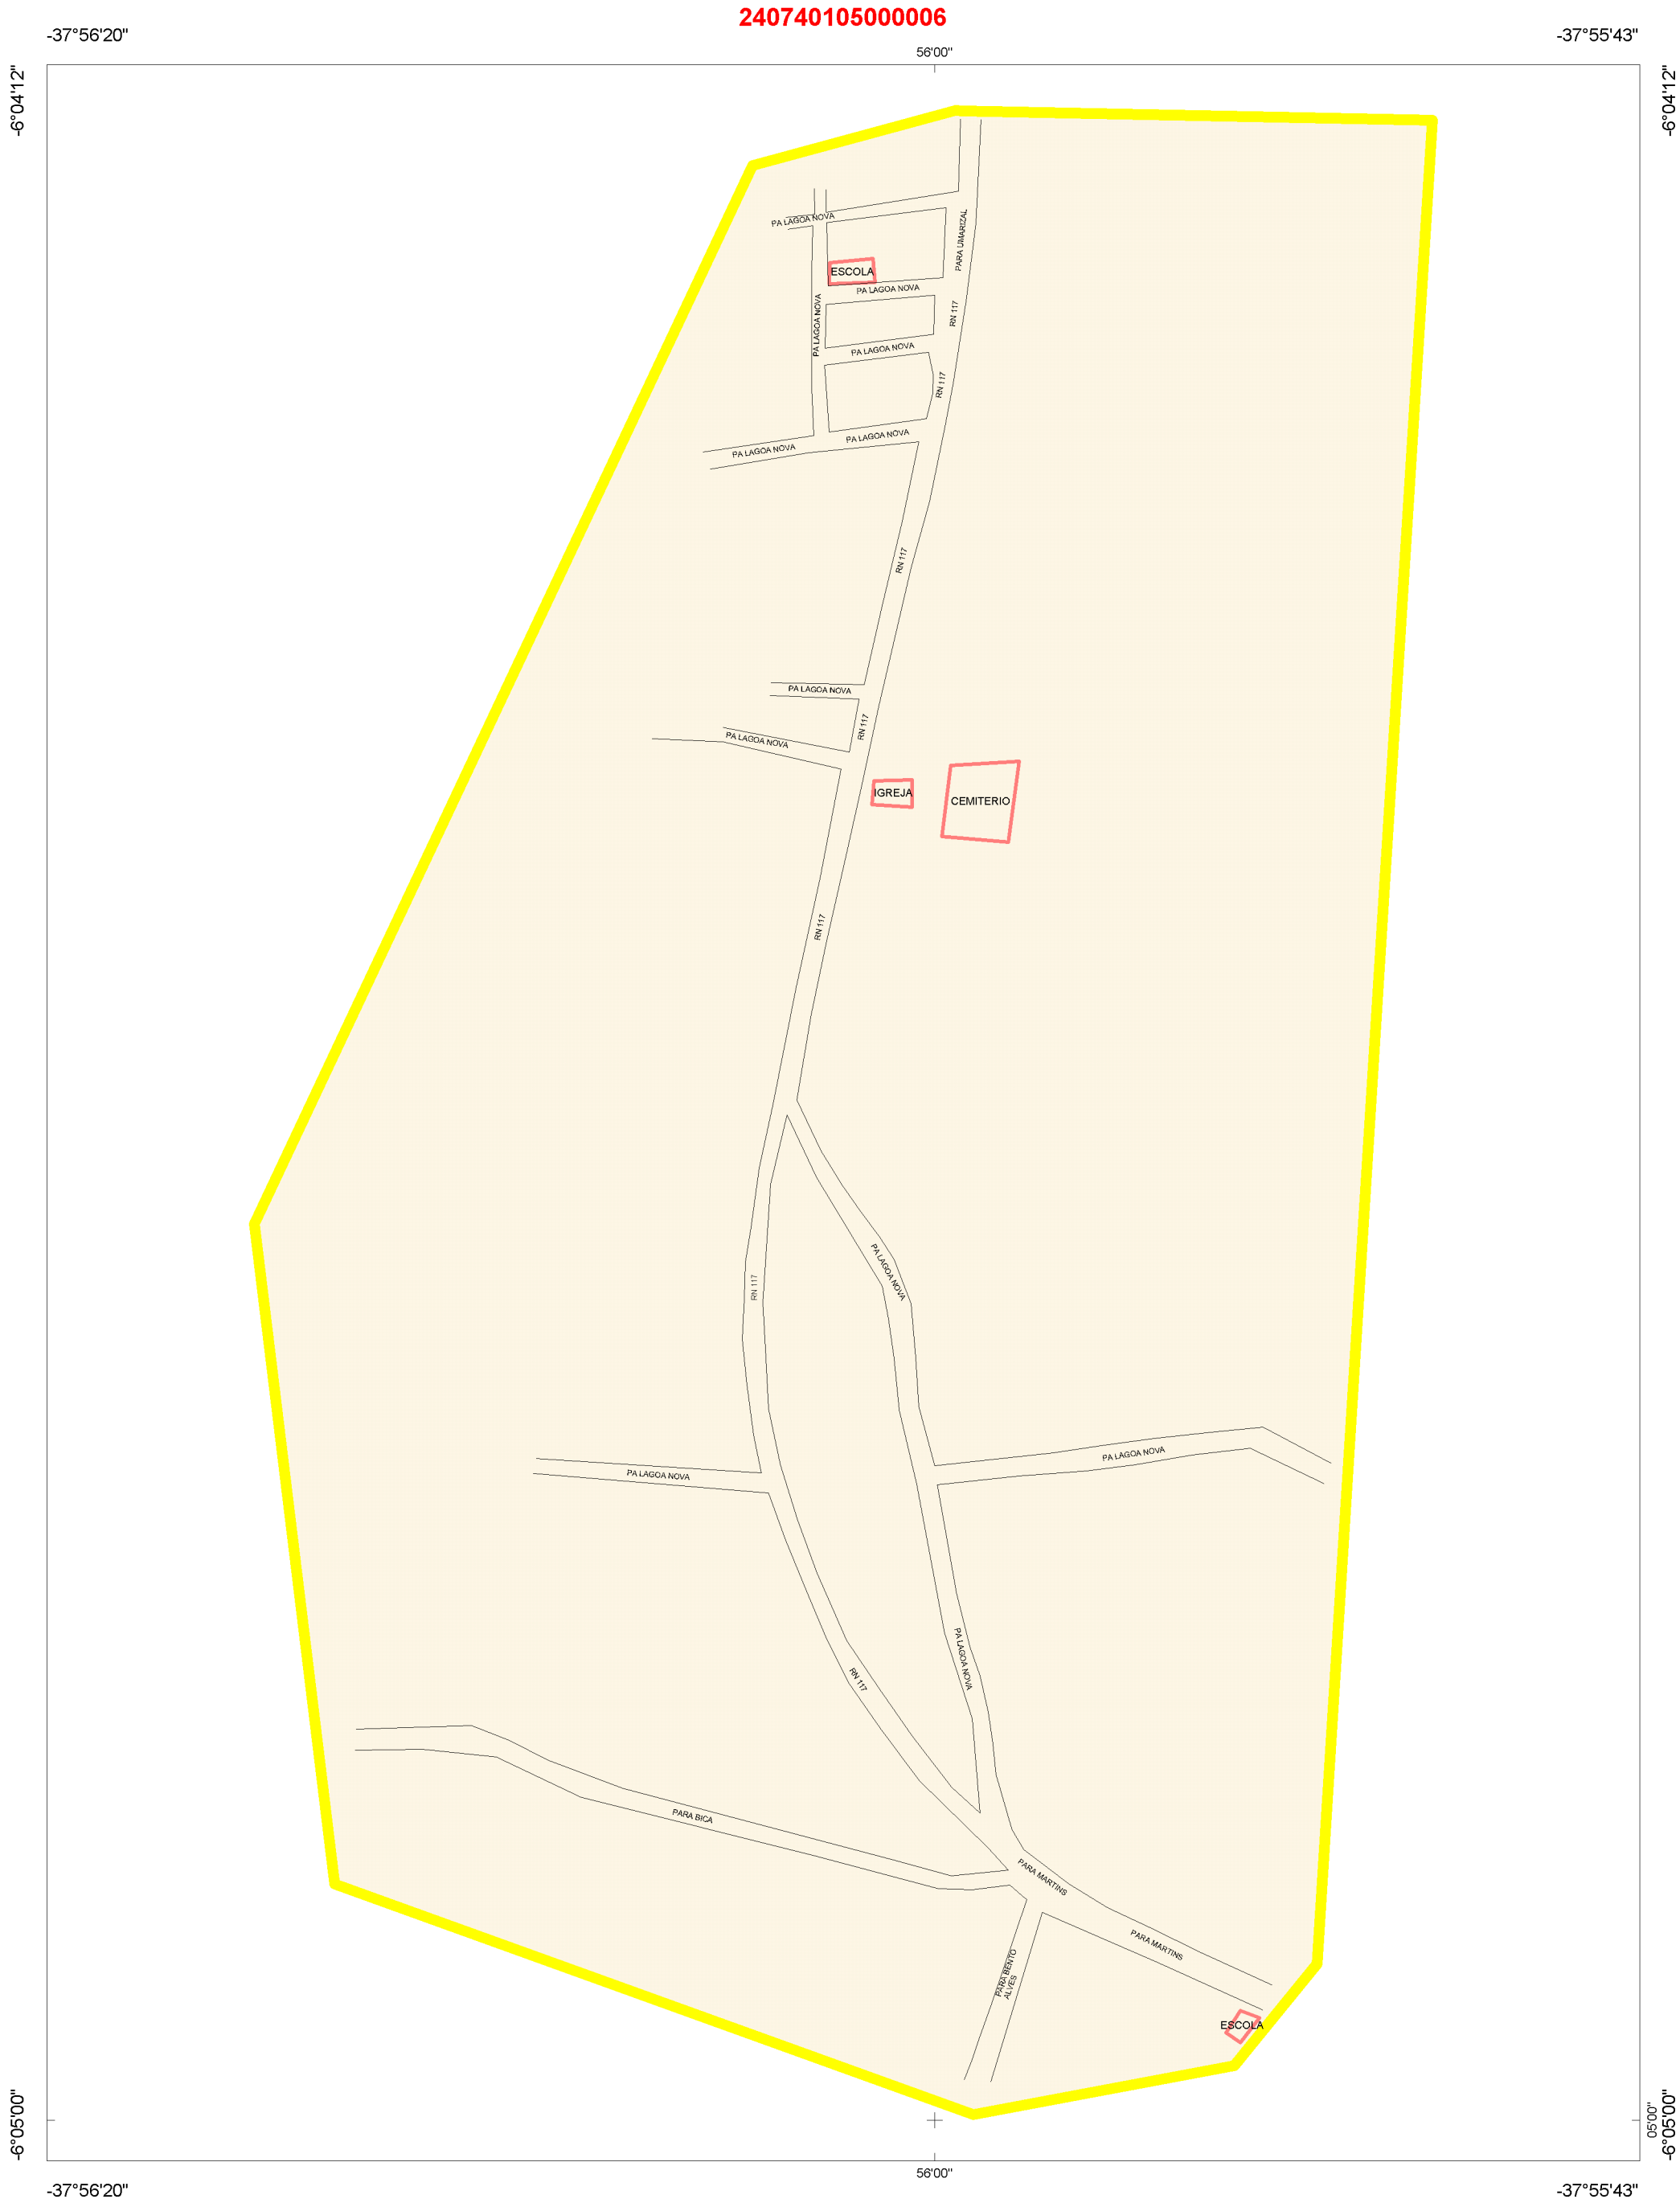 240740105000006
-37°56'20"
-37°55'43"
56'00"
-6°04'12"
-6°04'12"
PA LAGOA NOVA
PARA UMARIZAL
ESCOLA
PA LAGOA NOVA
PA LAGOA NOVA
RN 117
PA LAGOA NOVA
RN 117
PA LAGOA NOVA
PA LAGOA NOVA
RN 117
PA LAGOA NOVA
RN 117
PA LAGOA NOVA
IGREJA
CEMITERIO
RN 117
PA LAGOA NOVA
RN 117
PA LAGOA NOVA
PA LAGOA NOVA
PA LAGOA NOVA
RN 117
PARA BICA
PARA MARTINS
PARA MARTINS
PARA BENTO
ALVES
ESCOLA
-6°05'00"
05'00"
-6°05'00"
56'00"
-37°56'20"
-37°55'43"